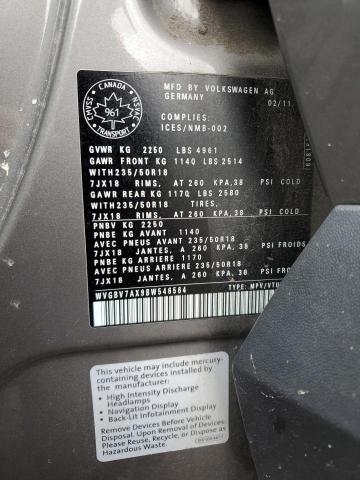 CANADA
CMVSS
NSVAC
961
TRANSPORT
MFD BY VOLKSWAGEN AG
GERMANY
02/11
COMPLIES:
ICES/NMB-002
GVWR KG 2250 LBS 4961
GAWR FRONT KG 1140 LBS 2514
WITH235/50R18
7JX18 RIMS, AT 260 KPA,38 PSI COLD
GAWR REAR KG 1170 LBS 2580
WITH235/50R18 TIRES,
7JX18 RIMS, AT 260 KPA,38 PSI COLD
PNBV KG 2250
PNBE KG AVANT 1140
AVEC PNEUS AVANT 235/50R18
7JX18 JANTES, A 260 KPA,38 PSI FROIDS
PNBE KG ARRIERE 1170
AVEC PNEUS ARRIERE 235/50R18
7JX18 JANTES, A 260 KPA,38 PSI FROIDS
WVGBV7AX9BW546564 TYPE: MPV/VTU
This vehicle may include mercury-
containing devices installed by
the manufacturer:
• High Intensity Discharge
Headlamps
• Navigation Display
• Back-Lit Infotainment Display
Remove Devices Before Vehicle
Disposal. Upon Removal of Devices
Please Reuse, Recycle or Dispose as
Hazardous Waste.